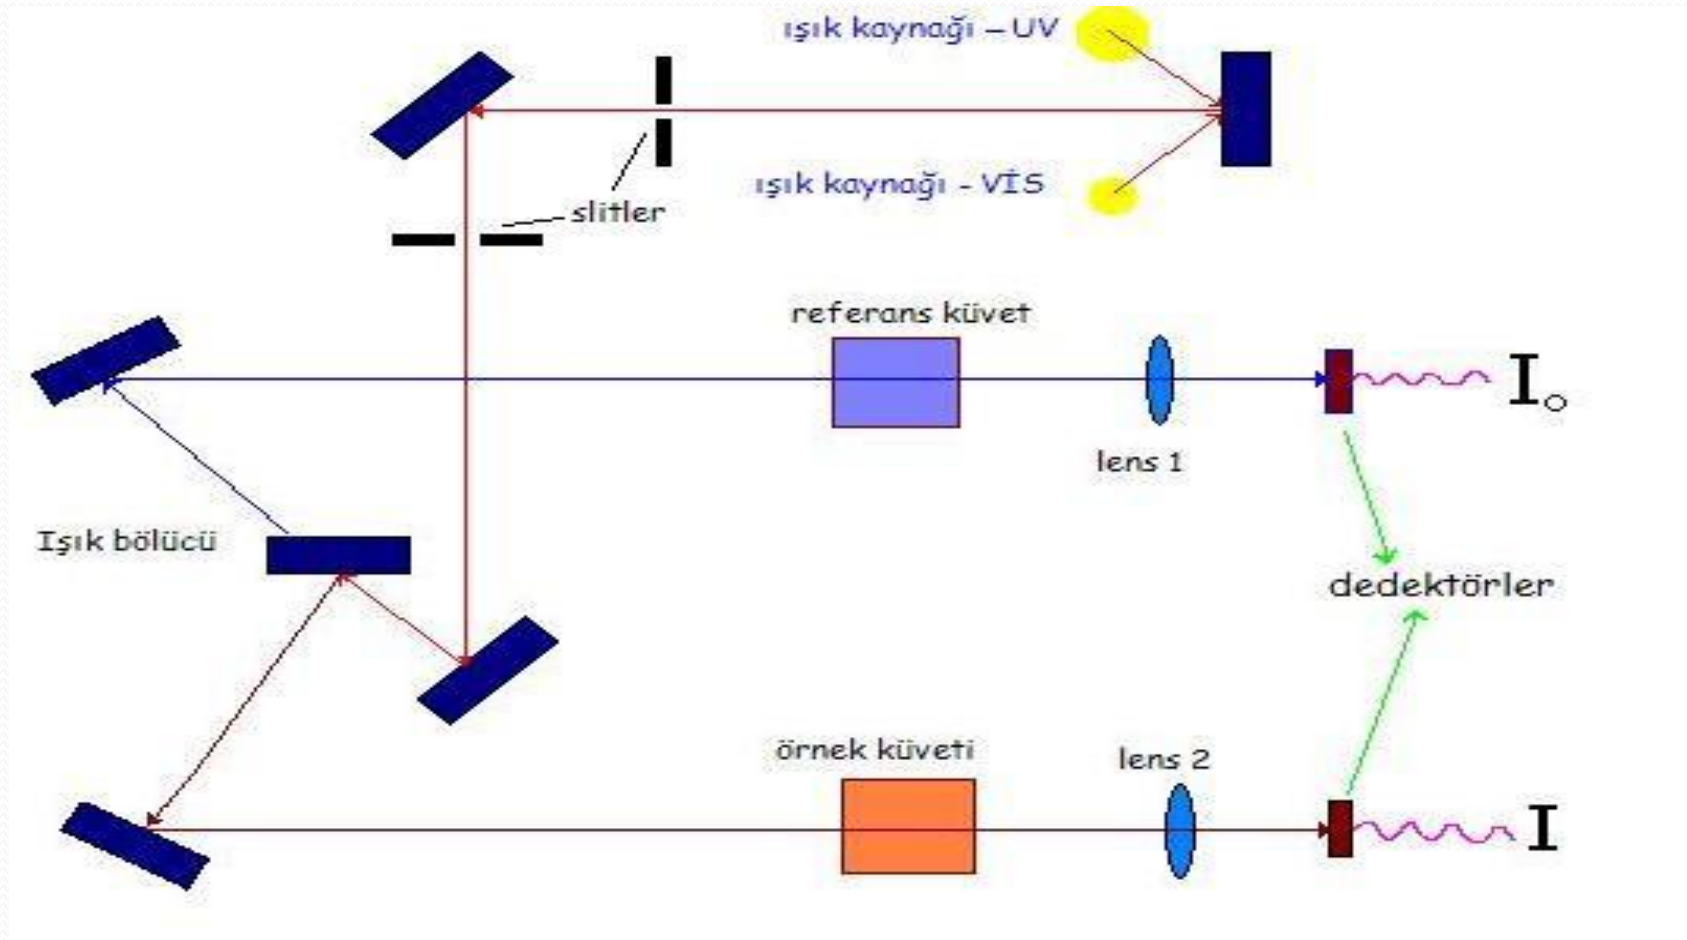 ışık kaynağı – UV
ışık kaynağı - VİS
slitler
referans küvet
I₀
lens 1
Işık bölücü
dedektörler
örnek küveti
lens 2
I